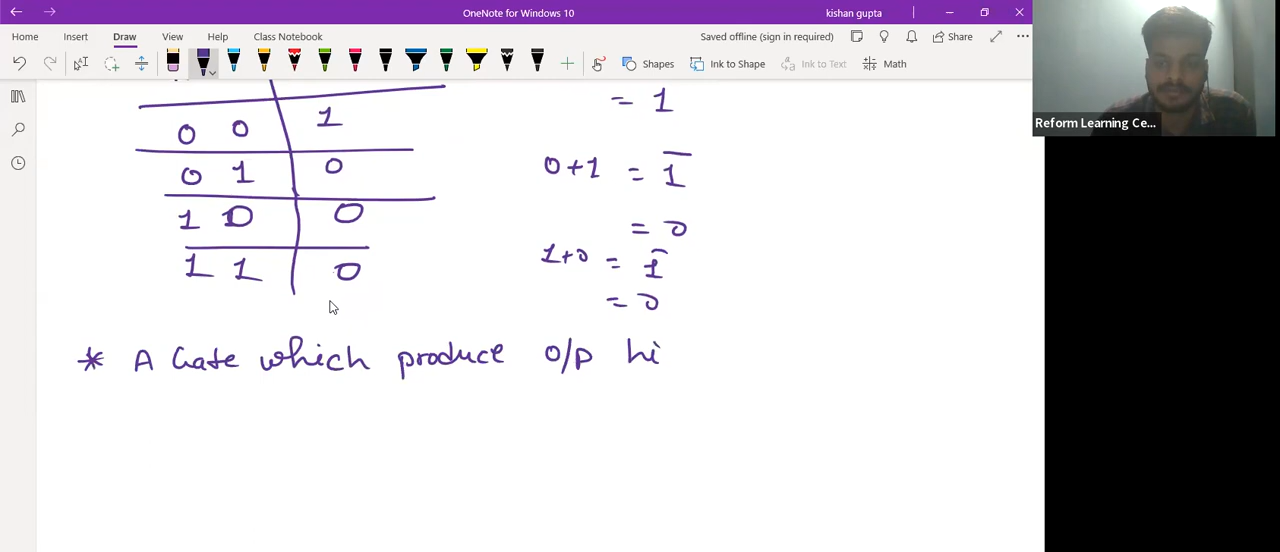 OneNote for Windows 10
kishan gupta
Home Insert Draw View Help Class Notebook
Saved offline (sign in required)
Share
Shapes
Ink to Shape
Ink to Text
Math
Reform Learning Ce...
0 0 1
0 1 0
1 0 0
1 1 0
= 1
0+1 = 1̅
= 0
1+0 = 1̅
= 0
* A Gate which produce O/P hi